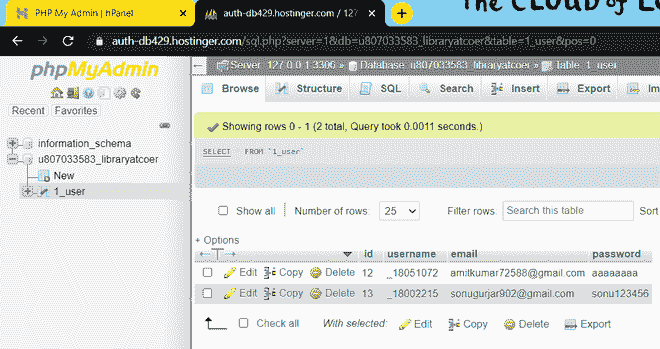 PHP My Admin | hPanel
auth-db429.hostinger.com / 127
THE CLOUD OF
auth-db429.hostinger.com/sql.php?server=1&db=u807033583_libraryatcoer&table=1_user&pos=0
phpMyAdmin
Server: 127.0.0.1:3306 » Database: u807033583_libraryatcoer » Table: 1_user
Browse Structure SQL Search Insert Export Im
Recent Favorites
Showing rows 0 - 1 (2 total, Query took 0.0011 seconds.)
information_schema
SELECT FROM `1_user`
u807033583_libraryatcoer
New
1_user
Show all Number of rows: 25 Filter rows: Search this table Sort
+ Options
id username email password
Edit Copy Delete 12 _18051072 amitkumar72588@gmail.com aaaaaaaa
Edit Copy Delete 13 _18002215 sonugurjar902@gmail.com sonu123456
Check all With selected: Edit Copy Delete Export